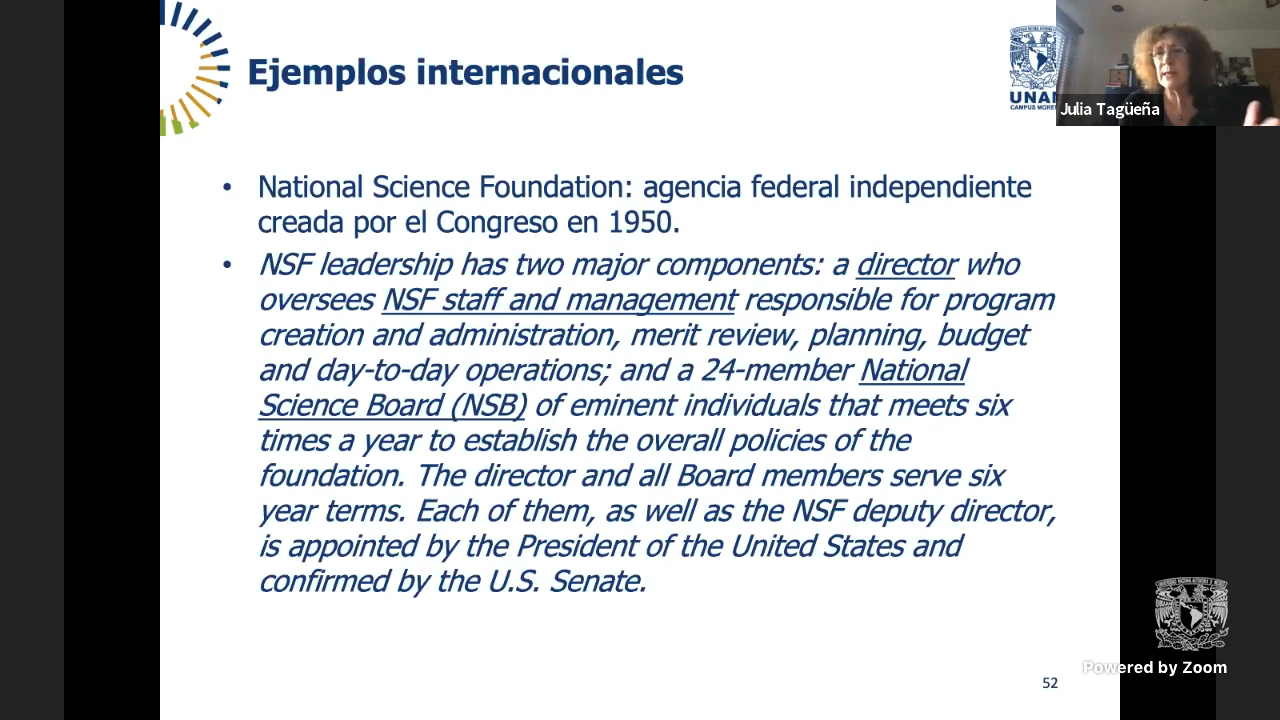 Ejemplos internacionales
UNAM
CAMPUS MORE
Julia Tagüeña
• National Science Foundation: agencia federal independiente
creada por el Congreso en 1950.
• NSF leadership has two major components: a director who
oversees NSF staff and management responsible for program
creation and administration, merit review, planning, budget
and day-to-day operations; and a 24-member National
Science Board (NSB) of eminent individuals that meets six
times a year to establish the overall policies of the
foundation. The director and all Board members serve six
year terms. Each of them, as well as the NSF deputy director,
is appointed by the President of the United States and
confirmed by the U.S. Senate.
Powered by Zoom
52